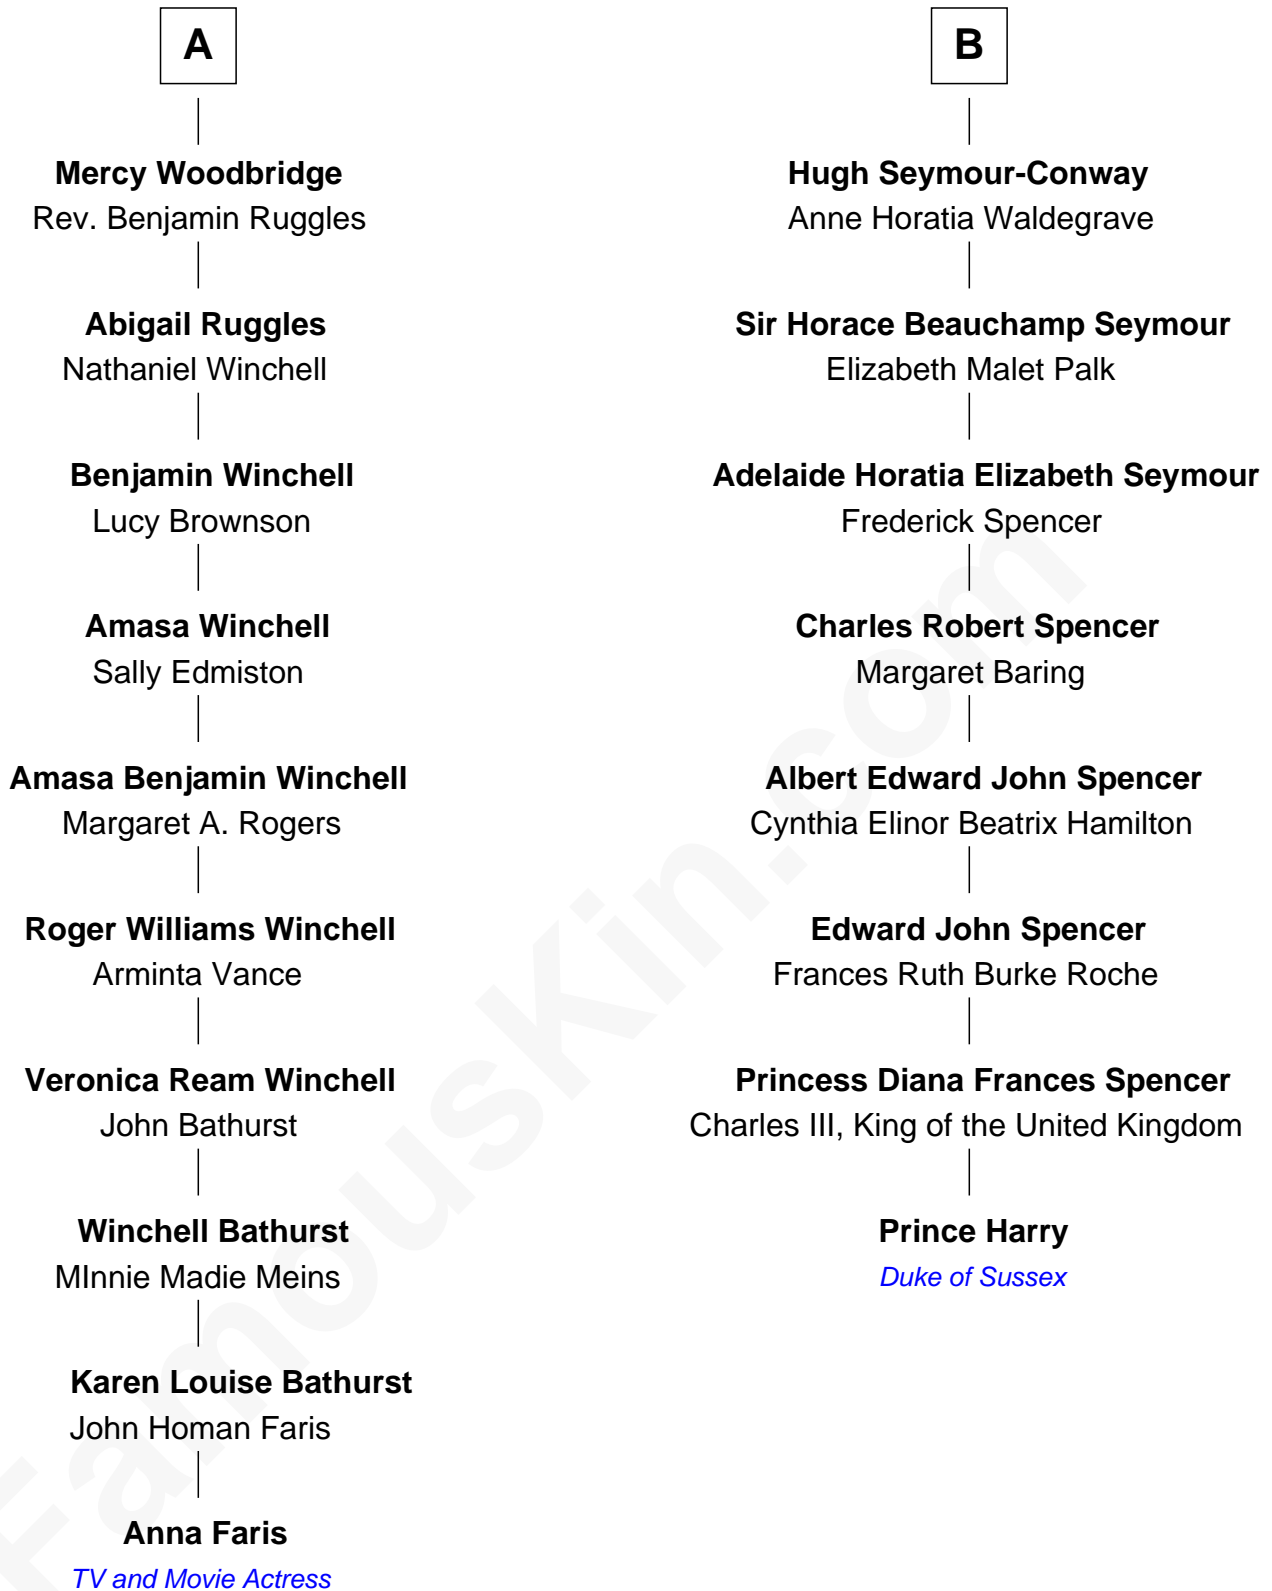 A
Mercy Woodbridge
Rev. Benjamin Ruggles
Abigail Ruggles
Nathaniel Winchell
Benjamin Winchell
Lucy Brownson
Amasa Winchell
Sally Edmiston
Amasa Benjamin Winchell
Margaret A. Rogers
Roger Williams Winchell
Arminta Vance
Veronica Ream Winchell
John Bathurst
Winchell Bathurst
MInnie Madie Meins
Karen Louise Bathurst
John Homan Faris
Anna Faris
TV and Movie Actress
B
Hugh Seymour-Conway
Anne Horatia Waldegrave
Sir Horace Beauchamp Seymour
Elizabeth Malet Palk
Adelaide Horatia Elizabeth Seymour
Frederick Spencer
Charles Robert Spencer
Margaret Baring
Albert Edward John Spencer
Cynthia Elinor Beatrix Hamilton
Edward John Spencer
Frances Ruth Burke Roche
Princess Diana Frances Spencer
Charles III, King of the United Kingdom
Prince Harry
Duke of Sussex
FamousKin.com